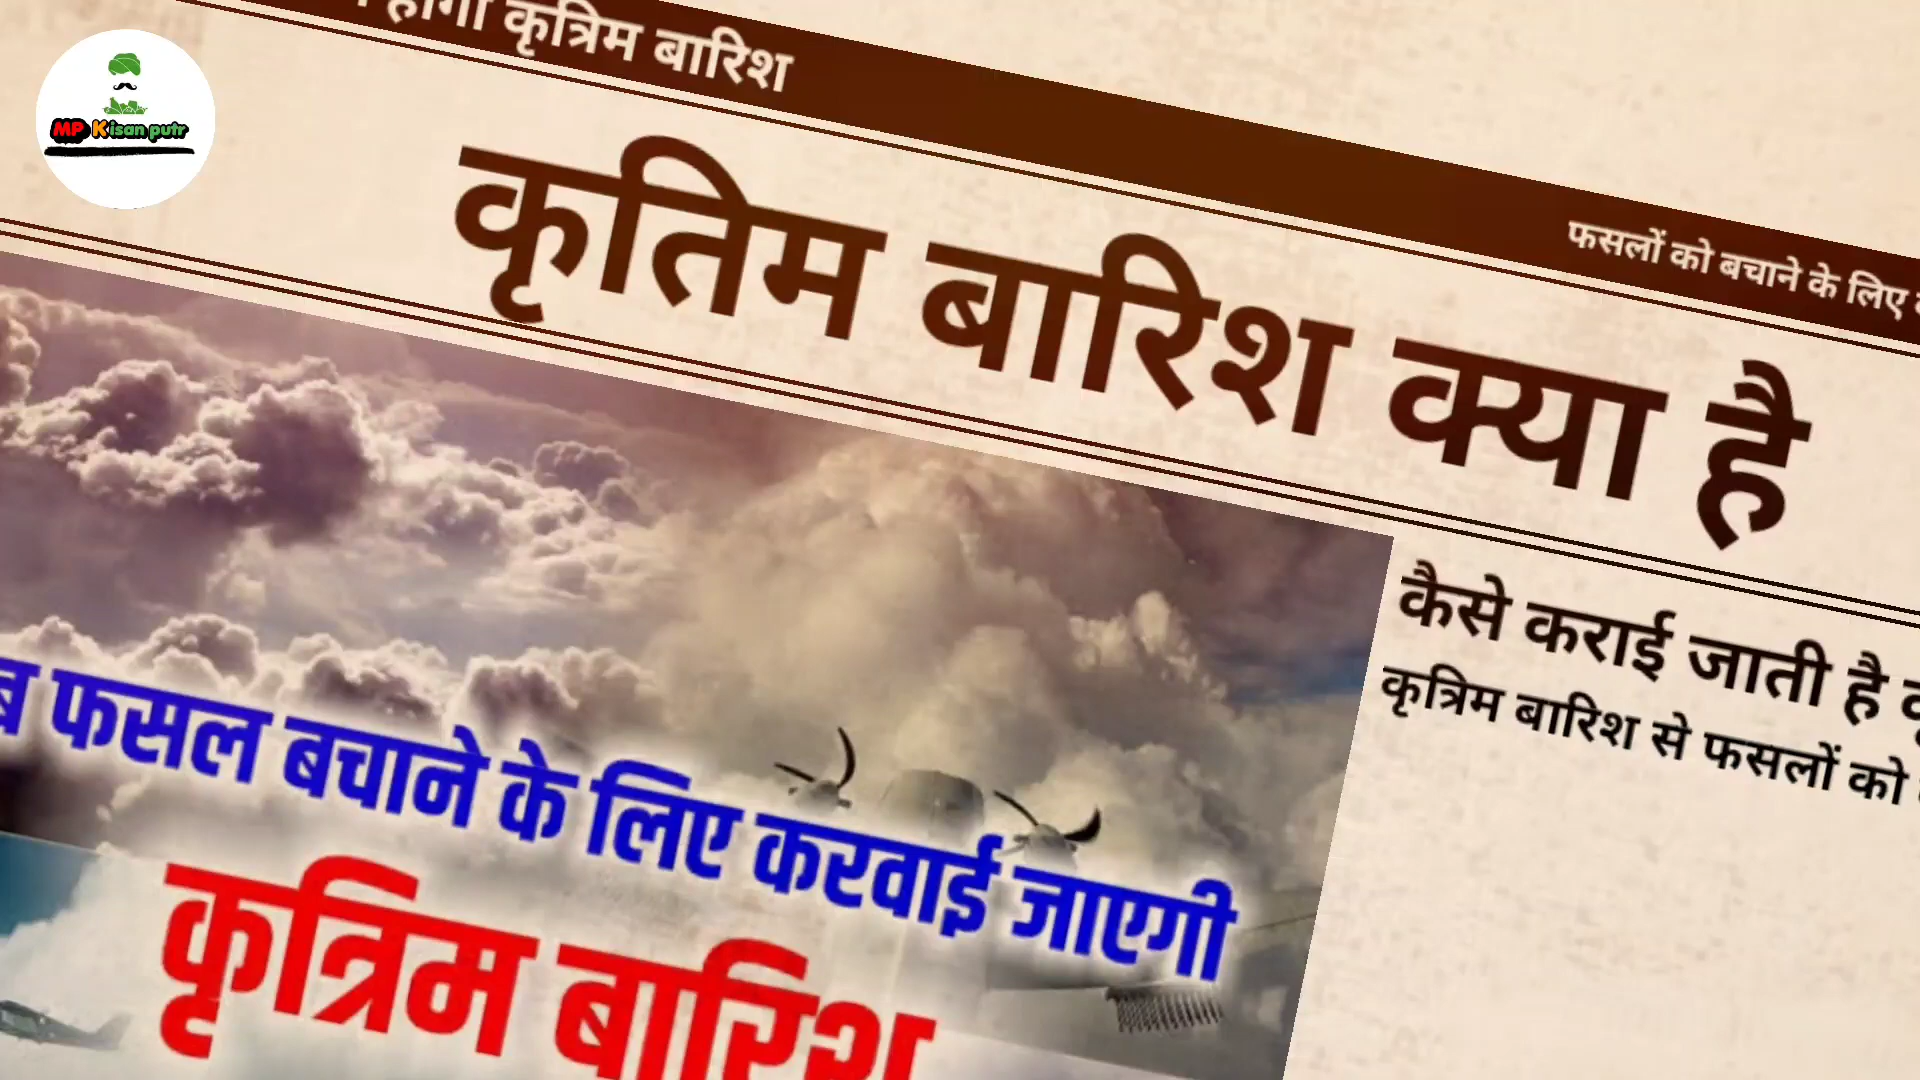 MP Kisan putr
होगी कृत्रिम बारिश
फसलों को बचाने के लिए
कृतिम बारिश क्या है
कैसे कराई जाती है
कृत्रिम बारिश से फसलों को
फसल बचाने के लिए करवाई जाएगी
कृत्रिम बारिश